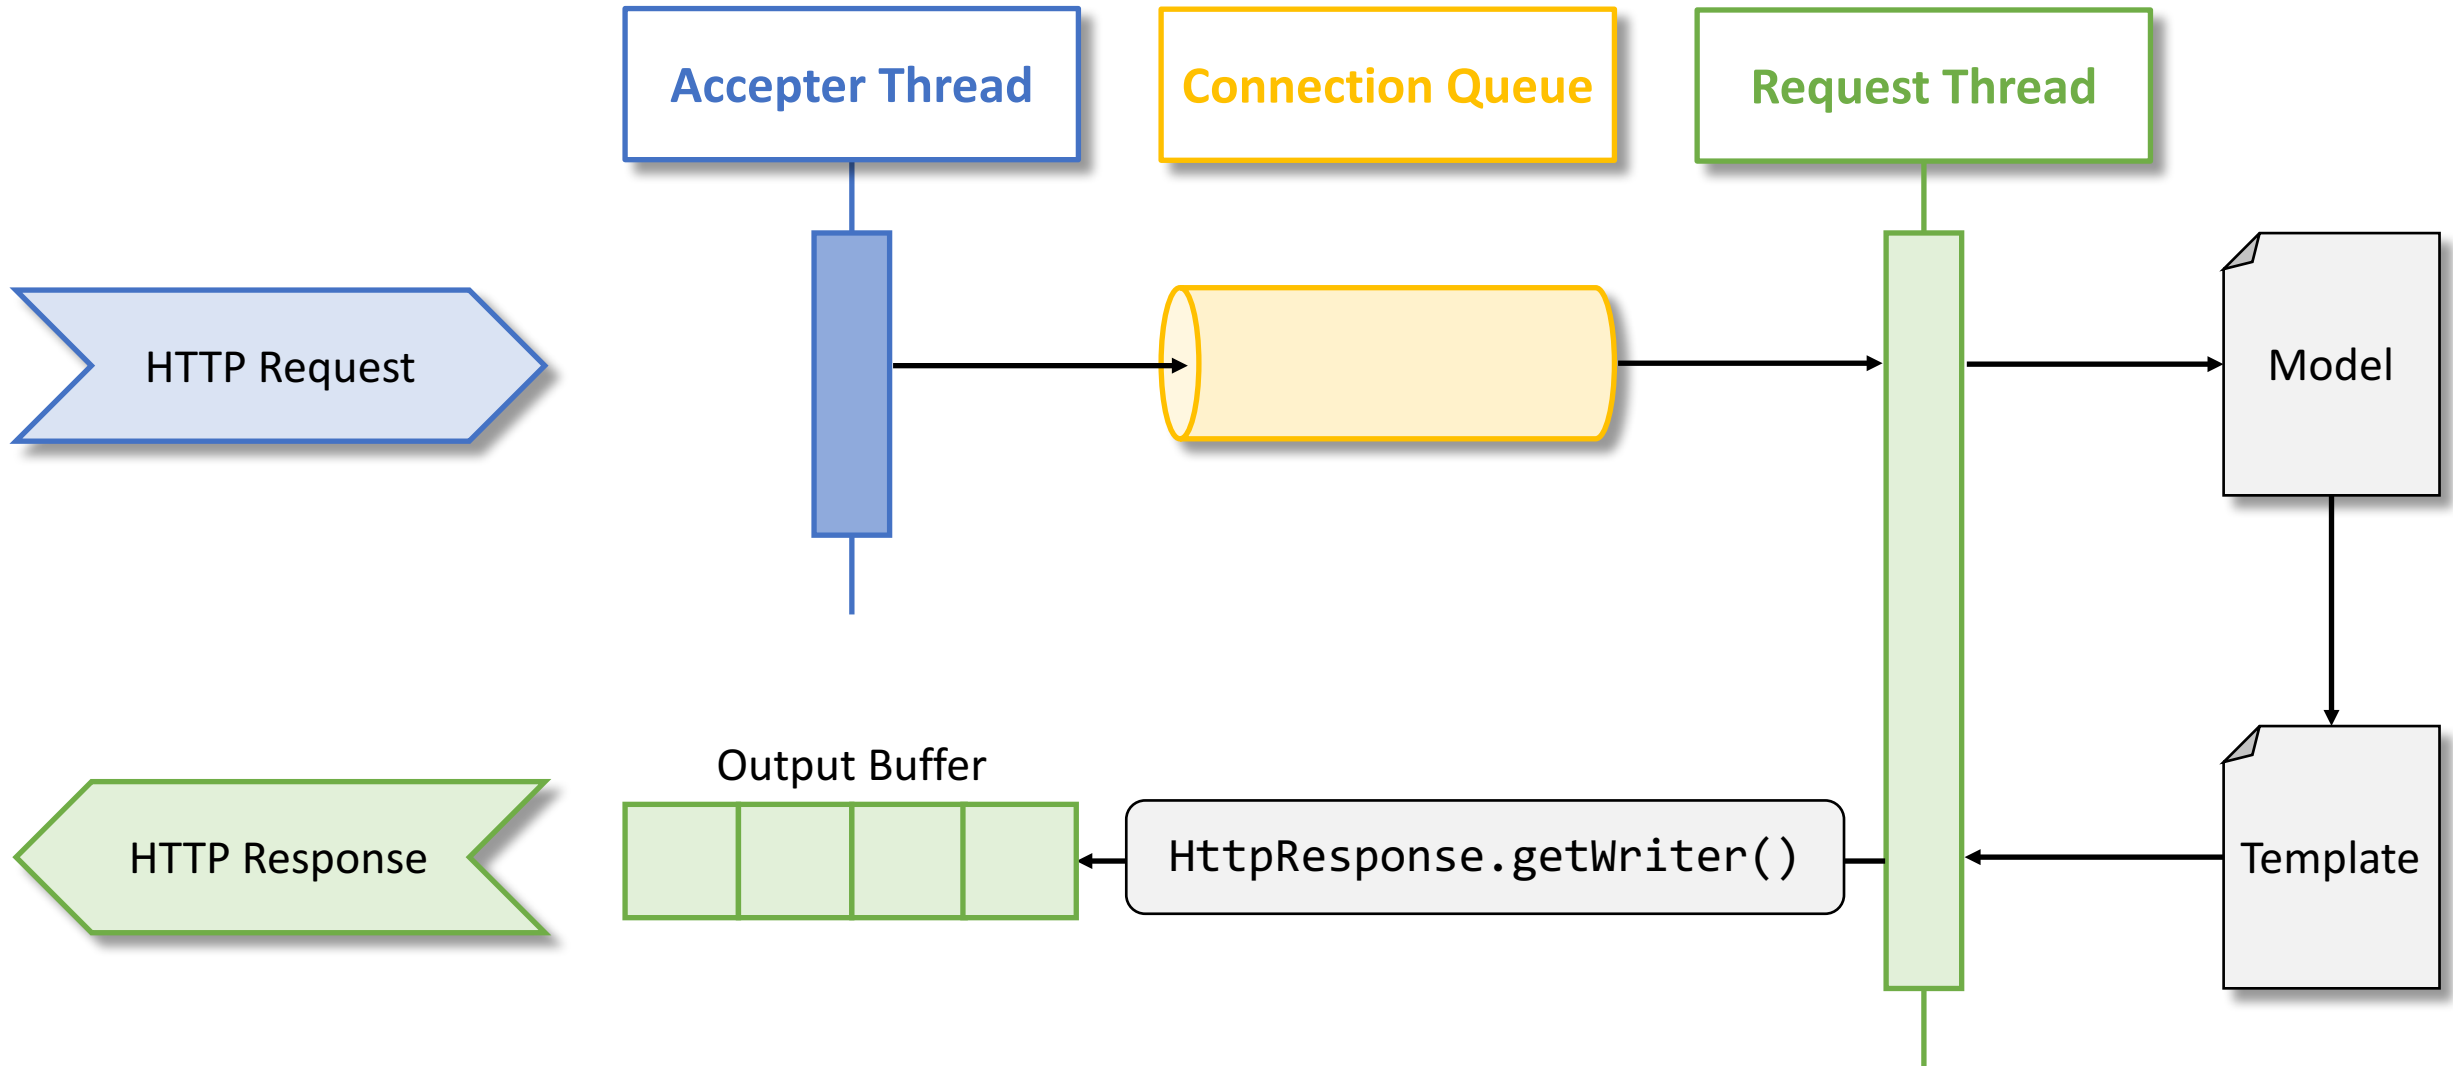 Accepter Thread
Connection Queue
Request Thread
HTTP Request
Model
Output Buffer
HTTP Response
HttpResponse.getWriter()
Template